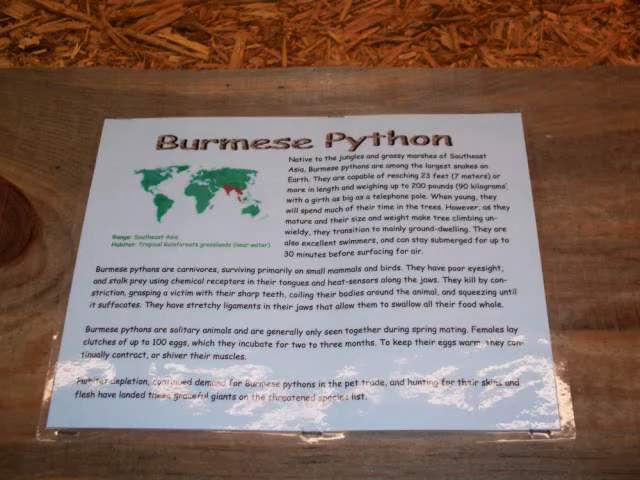 Burmese Python
Native to the jungles and grassy marshes of Southeast
Asia, Burmese pythons are among the largest snakes on
Earth. They are capable of reaching 23 feet (7 meters) or
more in length and weighing up to 200 pounds (90 kilograms,
with a girth as big as a telephone pole. When young, they
will spend much of their time in the trees. However, as they
mature and their size and weight make tree climbing un-
wieldy, they transition to mainly ground-dwelling. They are
also excellent swimmers, and can stay submerged for up to
30 minutes before surfacing for air.
Range: Southeast Asia
Habitat: Tropical Rainforests grasslands (near water)
Burmese pythons are carnivores, surviving primarily on small mammals and birds. They have poor eyesight,
and stalk prey using chemical receptors in their tongues and heat-sensors along the jaws. They kill by con-
striction, grasping a victim with their sharp teeth, coiling their bodies around the animal, and squeezing until
it suffocates. They have stretchy ligaments in their jaws that allow them to swallow all their food whole.
Burmese pythons are solitary animals and are generally only seen together during spring mating. Females lay
clutches of up to 100 eggs, which they incubate for two to three months. To keep their eggs warm, they con-
tinually contract, or shiver their muscles.
Habitat depletion, continued demand for Burmese pythons in the pet trade, and hunting for their skins and
flesh have landed these graceful giants on the threatened species list.